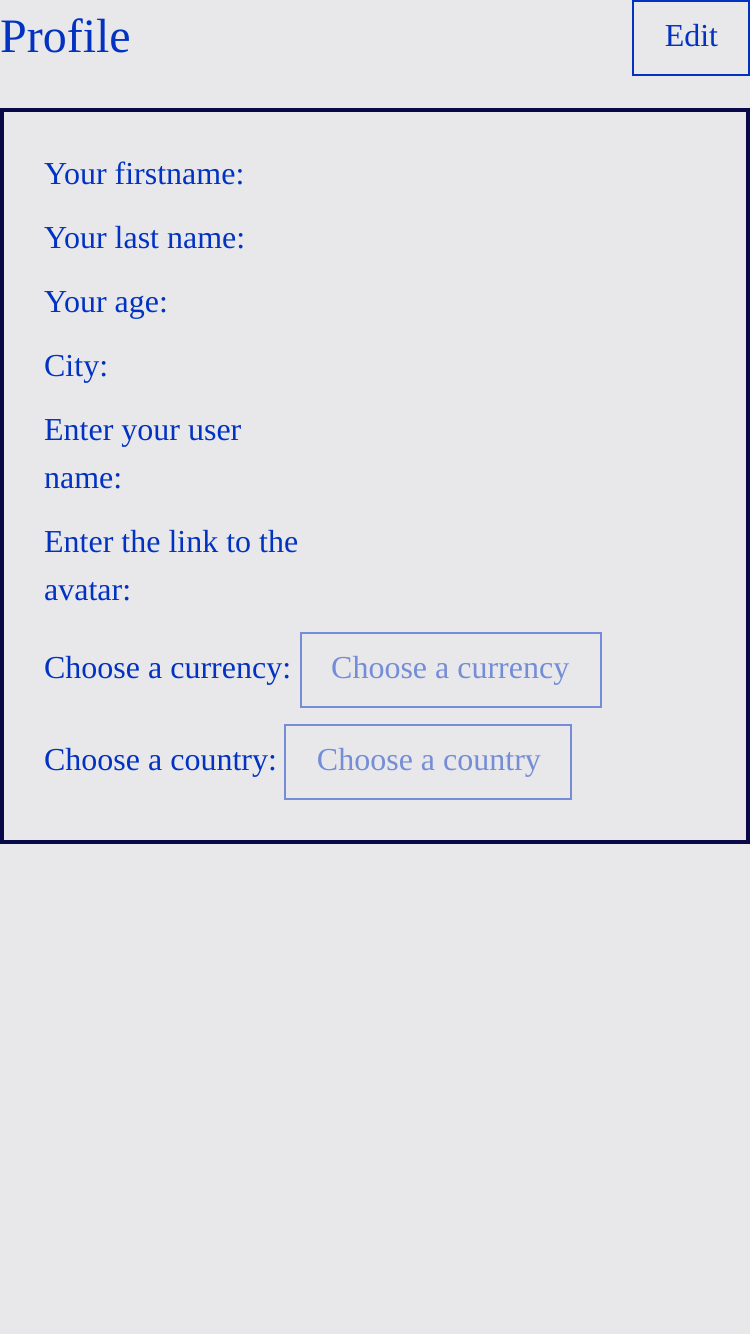 Profile
Edit
Your firstname:
Your last name:
Your age:
City:
Enter your user
name:
Enter the link to the
avatar:
Choose a currency: Choose a currency
Choose a country: Choose a country